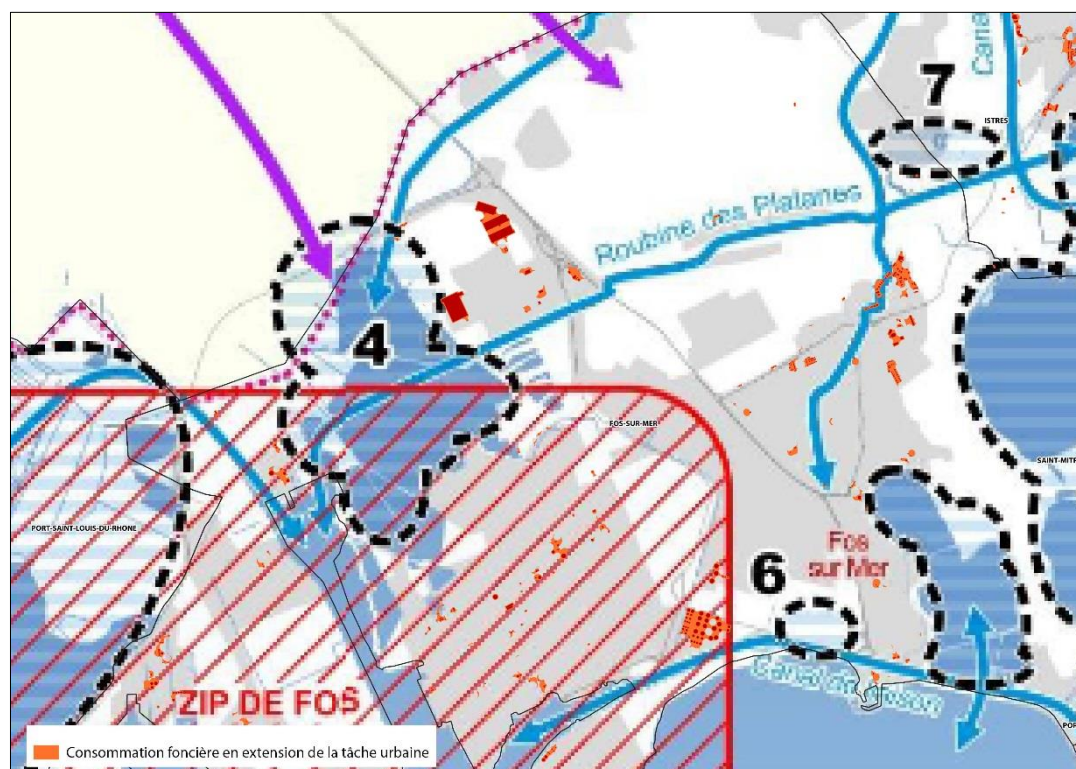 7
Cana
ISTRES
Roubine des Platanes
4
FOS-SUR-MER
SAINT-MITR
PORT-SAINT-LOUIS-DU-RHONE
6
Fos
sur Mer
ZIP DE FOS
POR
Consommation foncière en extension de la tâche urbaine